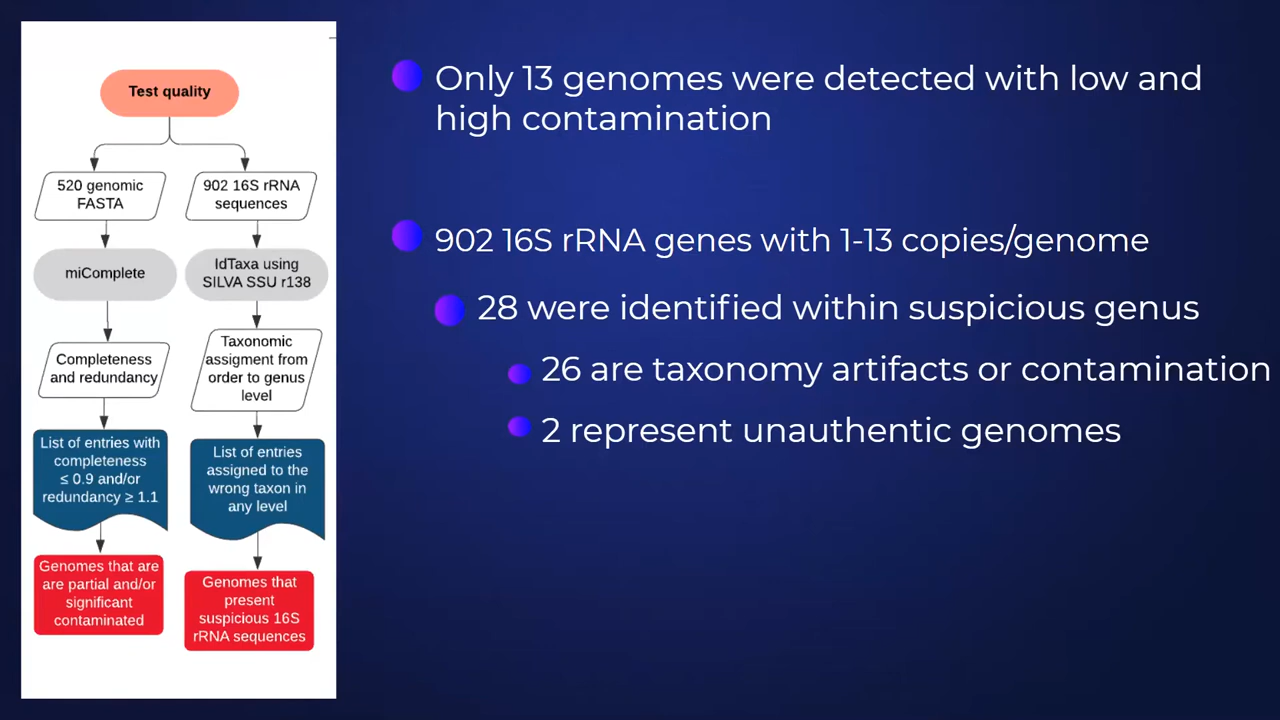 Test quality
520 genomic
FASTA
902 16S rRNA
sequences
miComplete
IdTaxa using
SILVA SSU r138
Completeness
and redundancy
Taxonomic
assigment from
order to genus
level
List of entries with
completeness
≤ 0.9 and/or
redundancy ≥ 1.1
List of entries
assigned to the
wrong taxon in
any level
Genomes that are
are partial and/or
significant
contaminated
Genomes that
present
suspicious 16S
rRNA sequences
Only 13 genomes were detected with low and
high contamination
902 16S rRNA genes with 1-13 copies/genome
28 were identified within suspicious genus
26 are taxonomy artifacts or contamination
2 represent unauthentic genomes